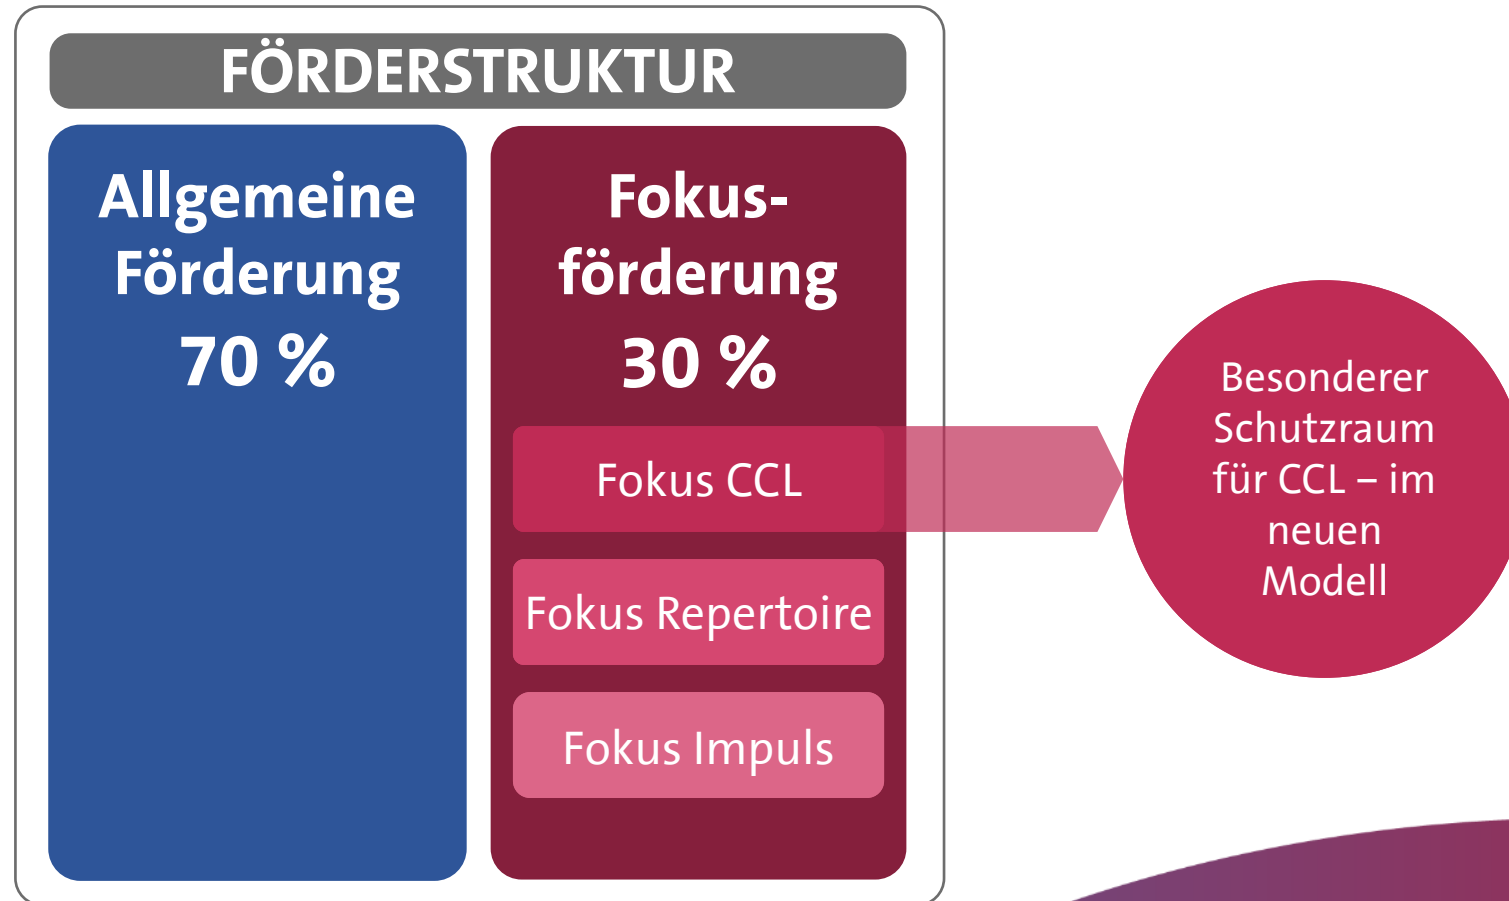 FÖRDERSTRUKTUR
Allgemeine
Förderung
70 %
Fokus-
förderung
30 %
Fokus CCL
Fokus Repertoire
Fokus Impuls
Besonderer
Schutzraum
für CCL – im
neuen
Modell